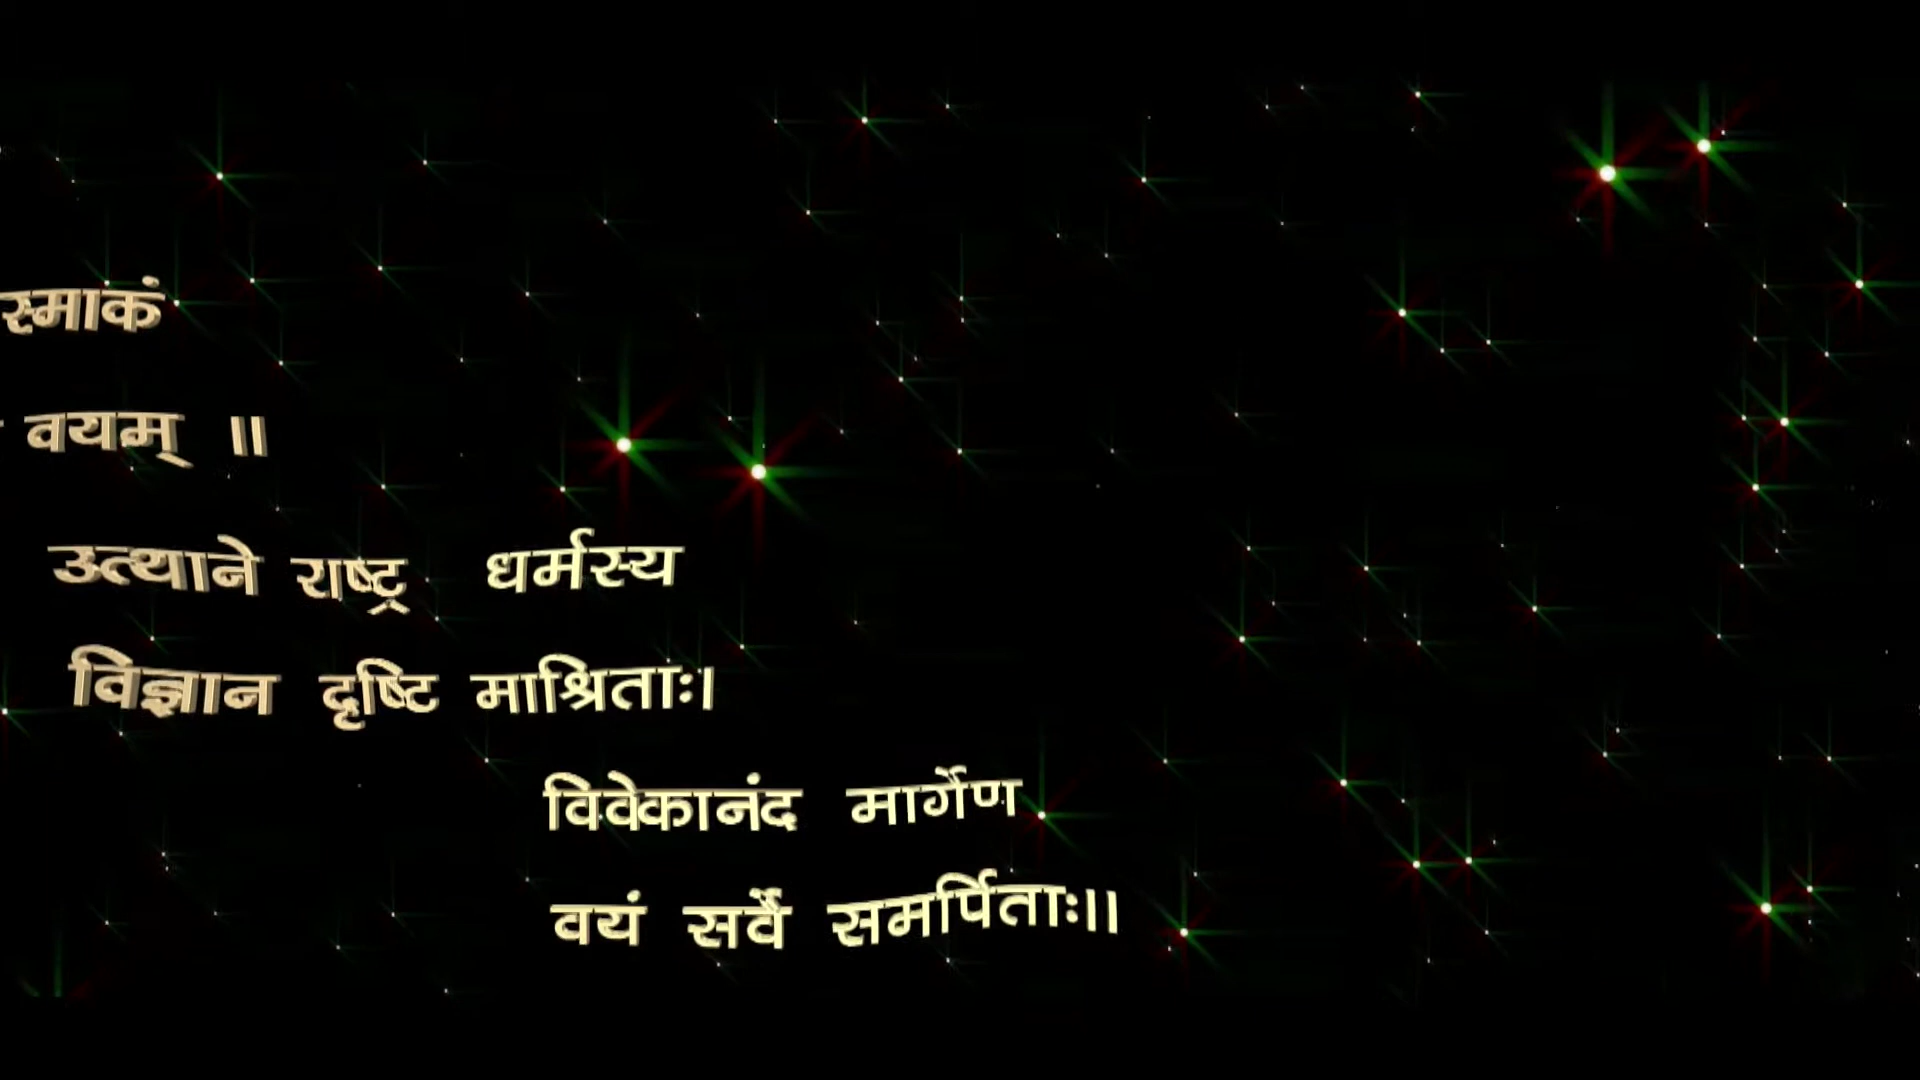 स्माकं
वयम् ॥
उत्थाने राष्ट्र धर्मस्य
विज्ञान दृष्टि माश्रिताः।
विवेकानंद मार्गेण
वयं सर्वे समर्पिताः।।